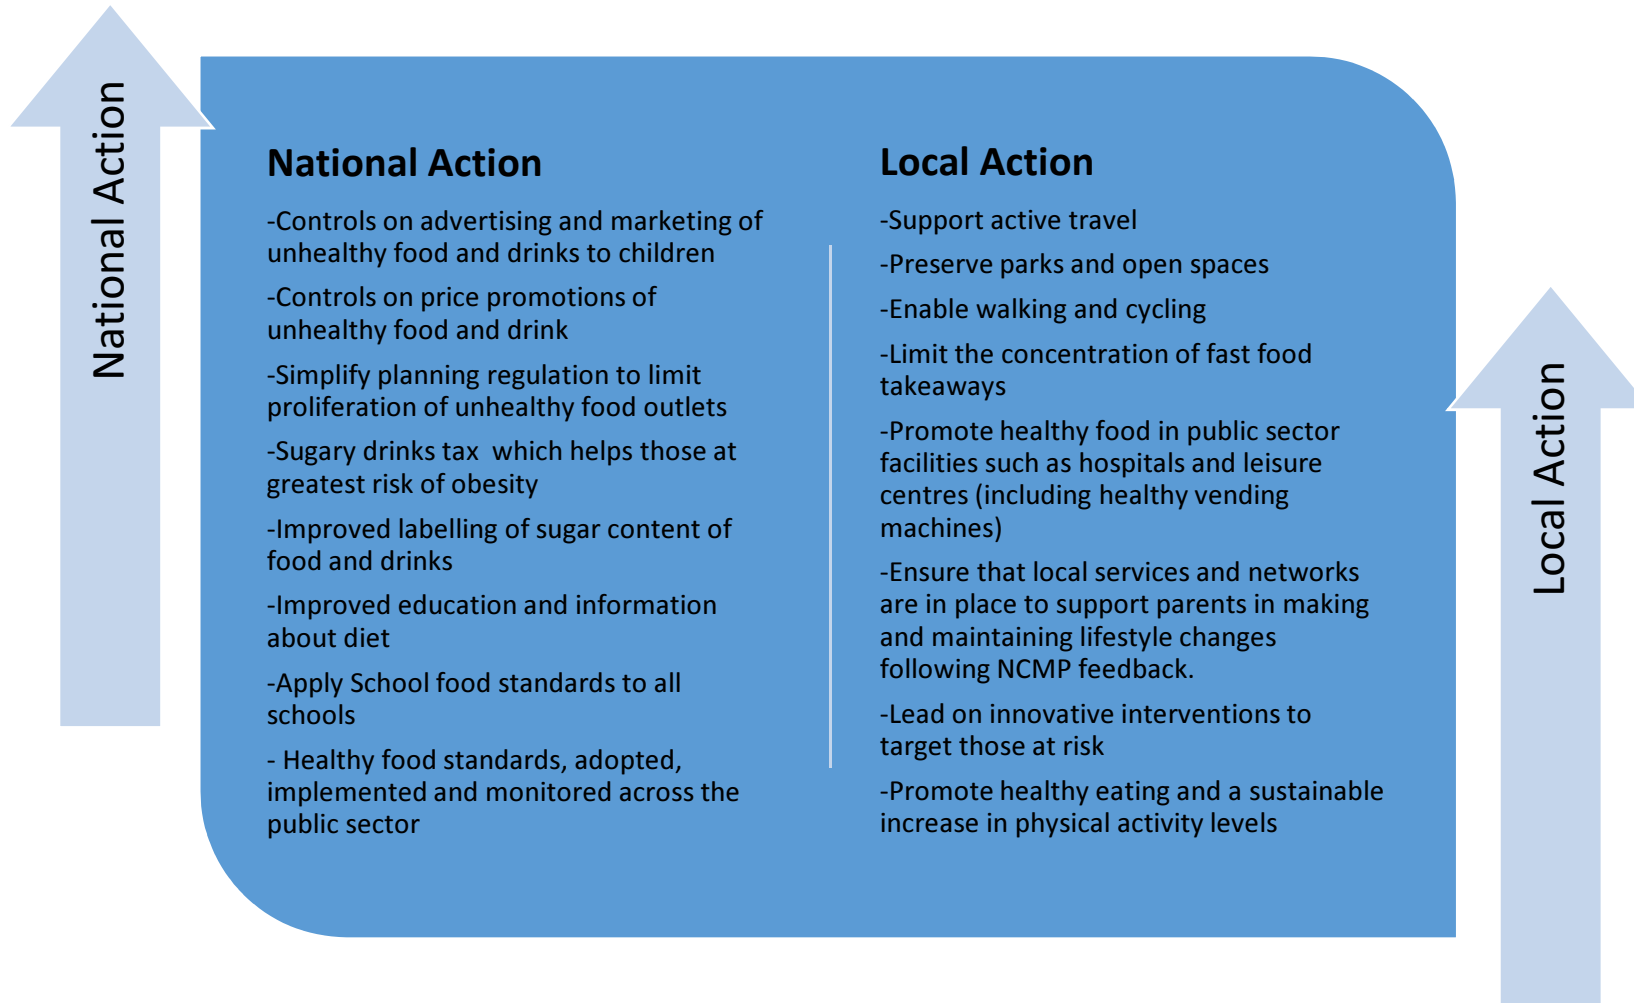 National Action
National Action
-Controls on advertising and marketing of
unhealthy food and drinks to children
-Controls on price promotions of
unhealthy food and drink
-Simplify planning regulation to limit
proliferation of unhealthy food outlets
-Sugary drinks tax  which helps those at
greatest risk of obesity
-Improved labelling of sugar content of
food and drinks
-Improved education and information
about diet
-Apply School food standards to all
schools
- Healthy food standards, adopted,
implemented and monitored across the
public sector
Local Action
-Support active travel
-Preserve parks and open spaces
-Enable walking and cycling
-Limit the concentration of fast food
takeaways
-Promote healthy food in public sector
facilities such as hospitals and leisure
centres (including healthy vending
machines)
-Ensure that local services and networks
are in place to support parents in making
and maintaining lifestyle changes
following NCMP feedback.
-Lead on innovative interventions to
target those at risk
-Promote healthy eating and a sustainable
increase in physical activity levels
Local Action